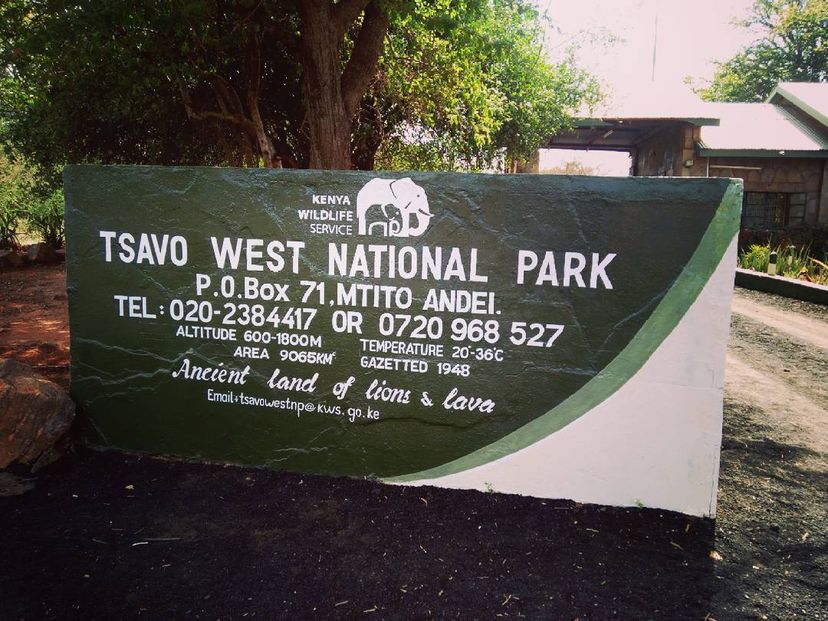 KENYA
WILDLIFE
SERVICE
TSAVO WEST NATIONAL PARK
P.O.Box 71,MTITO ANDEI.
TEL: 020-2384417 OR 0720 968 527
ALTITUDE 600-1800M TEMPERATURE 20°-36°C
AREA 9065KM² GAZETTED 1948
Ancient land of lions & lava
Email:tsavowestnp@kws.go.ke